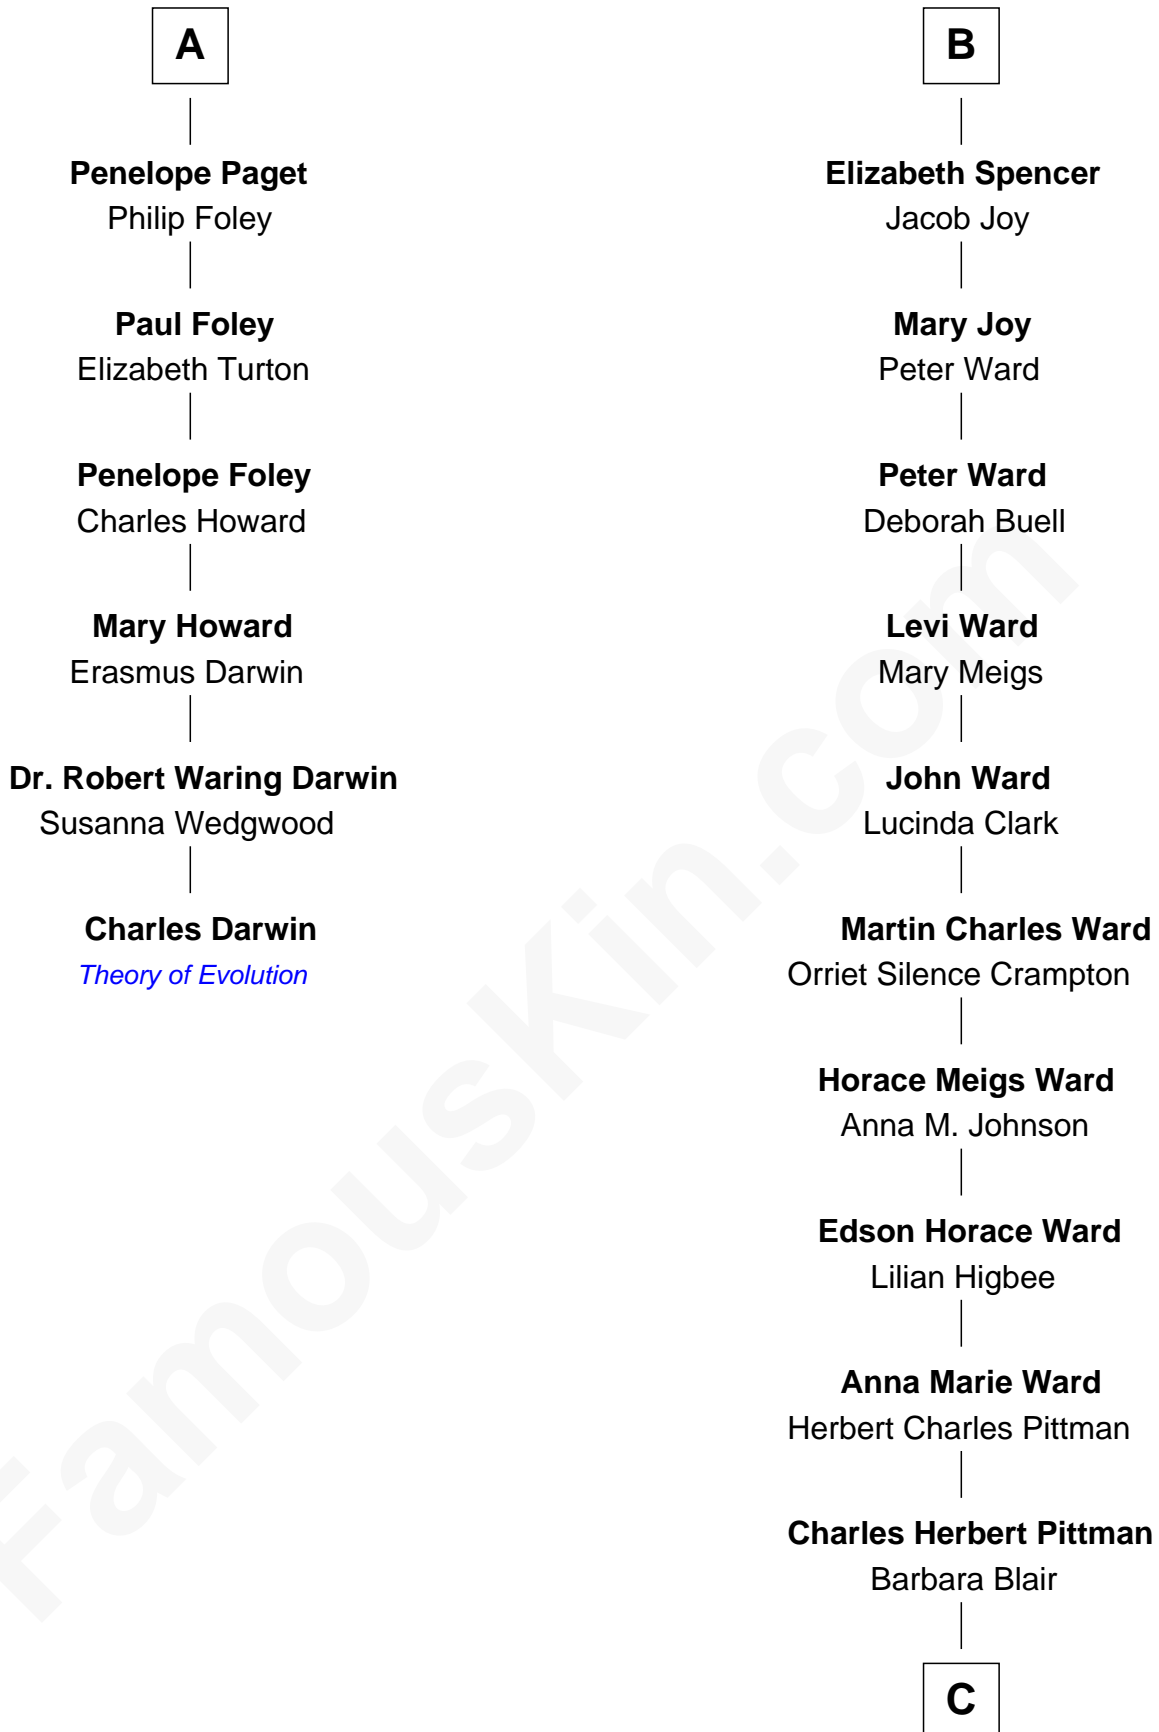 A
Penelope Paget
Philip Foley
Paul Foley
Elizabeth Turton
Penelope Foley
Charles Howard
Mary Howard
Erasmus Darwin
Dr. Robert Waring Darwin
Susanna Wedgwood
Charles Darwin
Theory of Evolution
B
Elizabeth Spencer
Jacob Joy
Mary Joy
Peter Ward
Peter Ward
Deborah Buell
Levi Ward
Mary Meigs
John Ward
Lucinda Clark
Martin Charles Ward
Orriet Silence Crampton
Horace Meigs Ward
Anna M. Johnson
Edson Horace Ward
Lilian Higbee
Anna Marie Ward
Herbert Charles Pittman
Charles Herbert Pittman
Barbara Blair
C
FamousKin.com